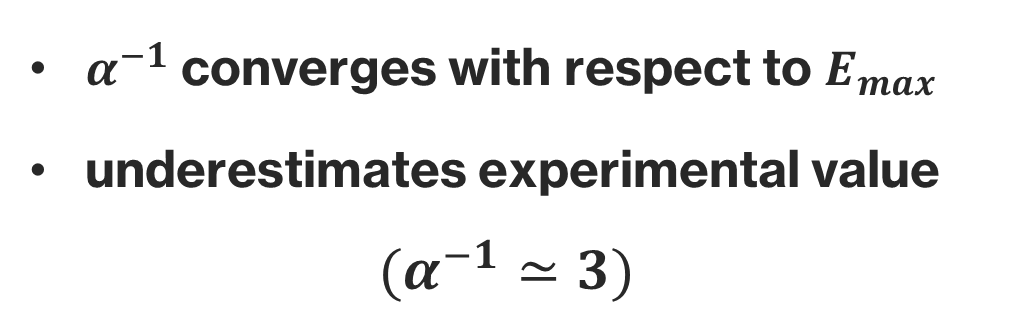 • α⁻¹ converges with respect to Eₘₐₓ
• underestimates experimental value
(α⁻¹ ≃ 3)